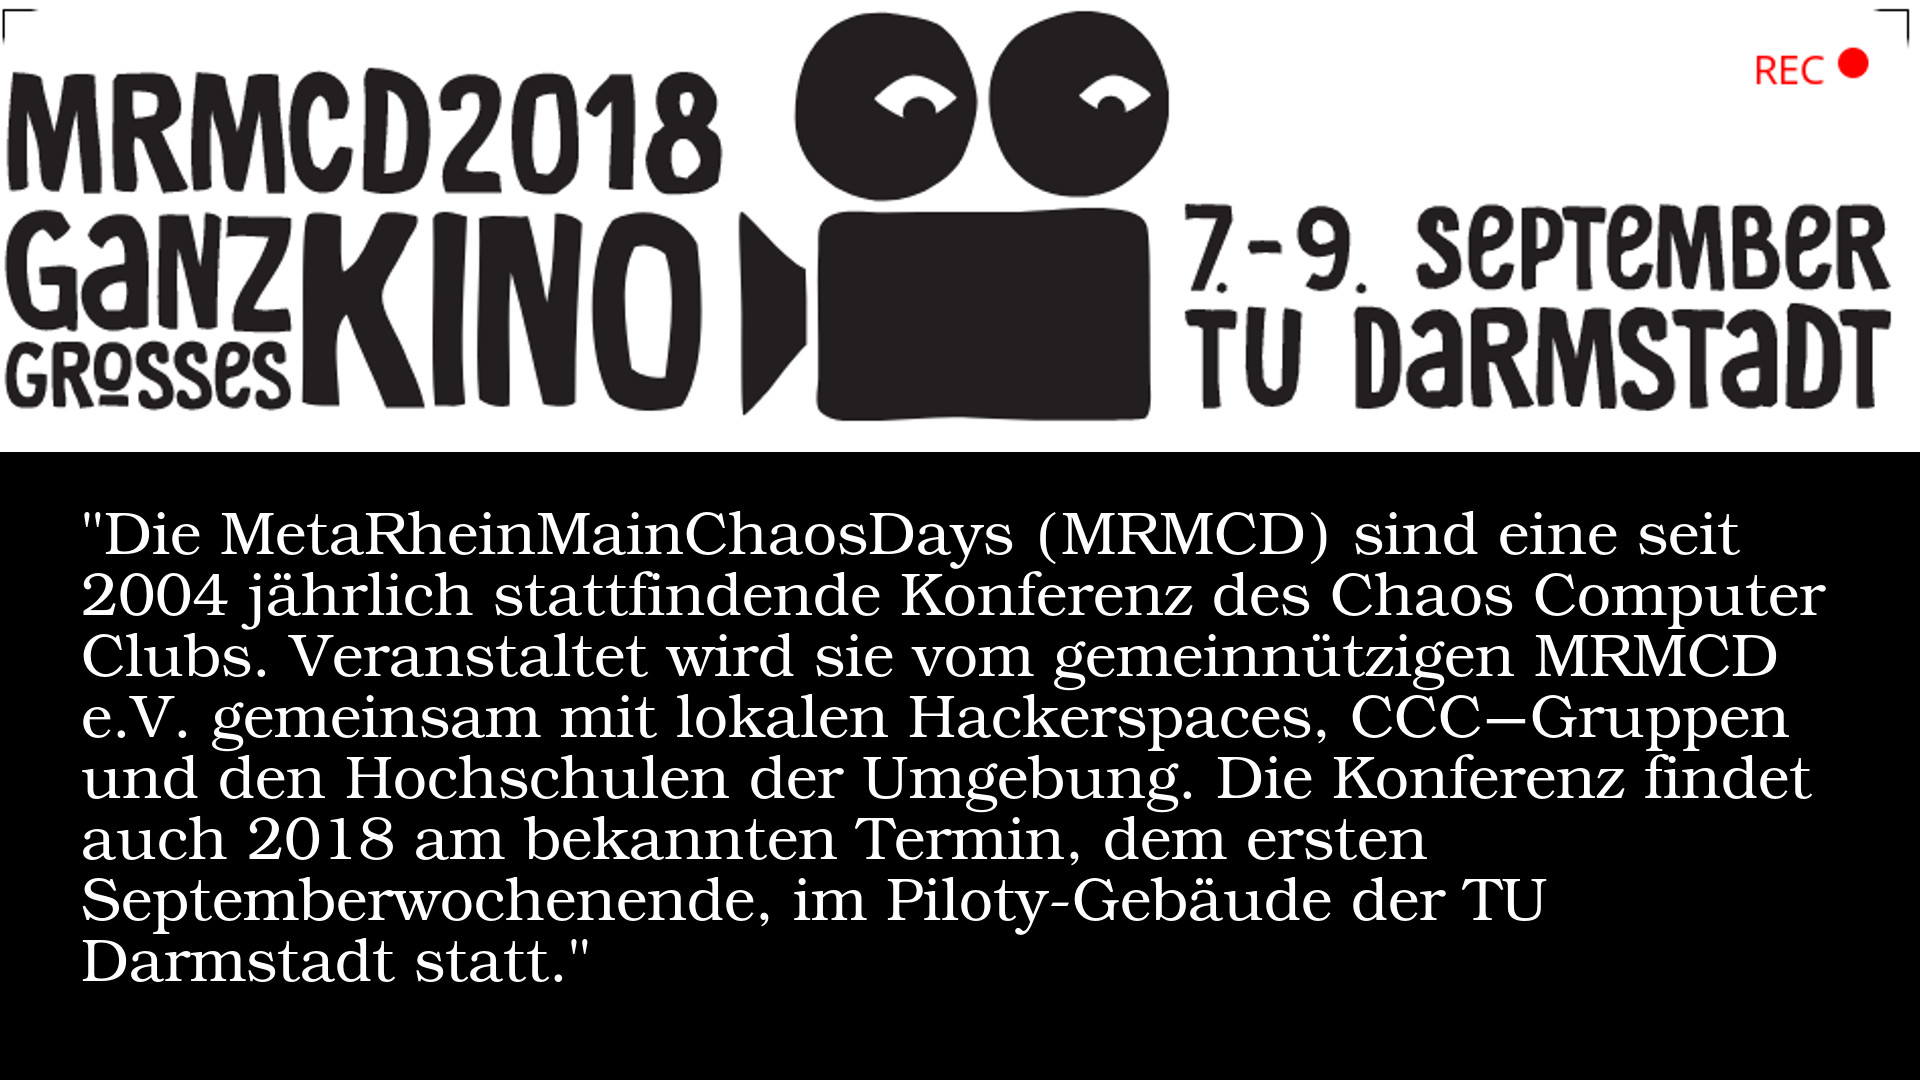 MRMCD2018
GaNZ
GROSSeS
KINO
REC
7.-9. SePTeMBeR
TU DaRMSTaDT
"Die MetaRheinMainChaosDays (MRMCD) sind eine seit
2004 jährlich stattfindende Konferenz des Chaos Computer
Clubs. Veranstaltet wird sie vom gemeinnützigen MRMCD
e.V. gemeinsam mit lokalen Hackerspaces, CCC–Gruppen
und den Hochschulen der Umgebung. Die Konferenz findet
auch 2018 am bekannten Termin, dem ersten
Septemberwochenende, im Piloty-Gebäude der TU
Darmstadt statt."